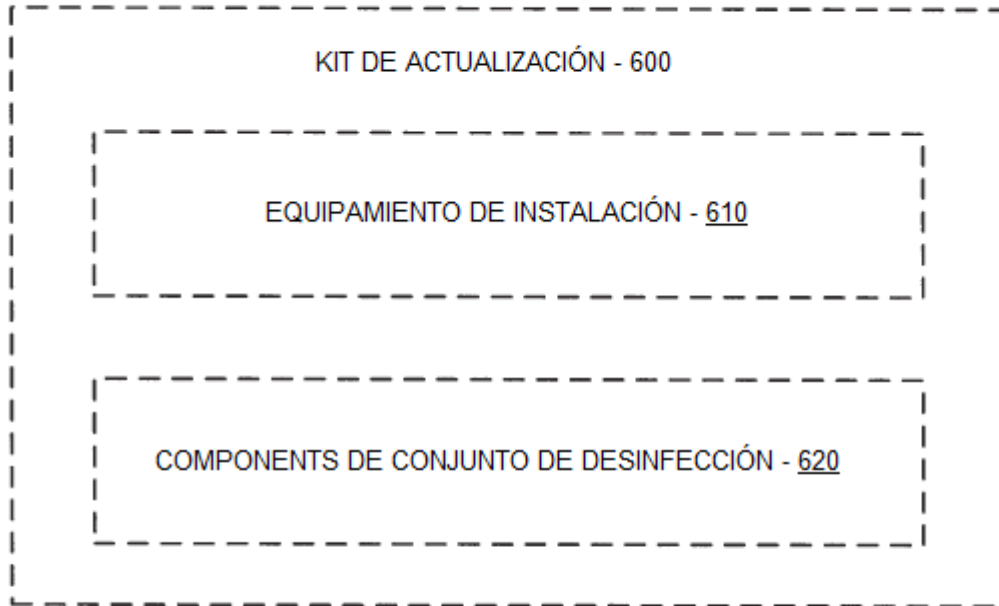 KIT DE ACTUALIZACIÓN - 600
EQUIPAMIENTO DE INSTALACIÓN - 610
COMPONENTS DE CONJUNTO DE DESINFECCIÓN - 620